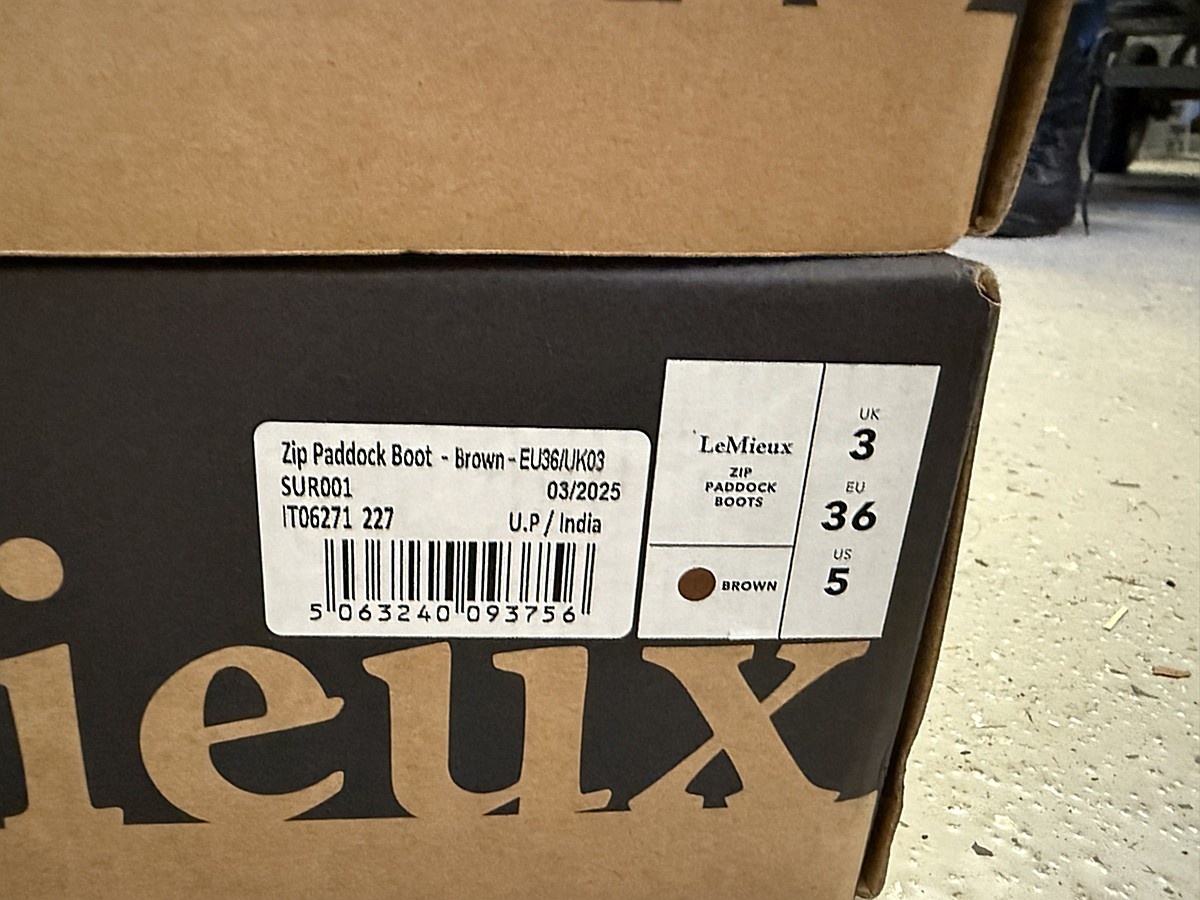 Zip Paddock Boot - Brown - EU36/UK03
SUR001 03/2025
IT06271 227 U.P / India
5 063240 093756
LeMieux
ZIP
PADDOCK
BOOTS
BROWN
UK
3
EU
36
US
5
ieux